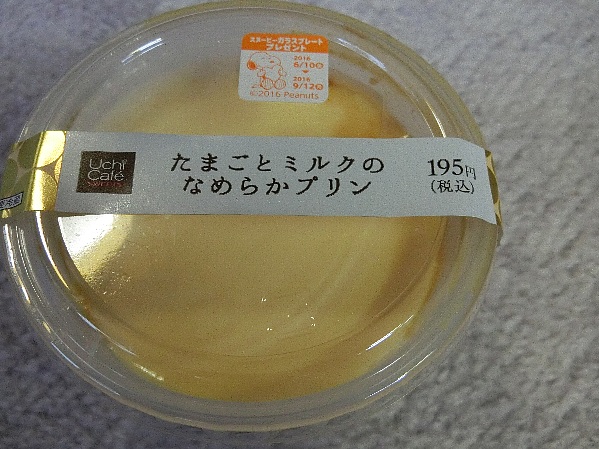 スヌーピーガラスプレート
プレゼント
2016
2016
©2016 Peanuts
Uchi
Café
SWEETS
たまごとミルクの
なめらかプリン
195円
(税込)